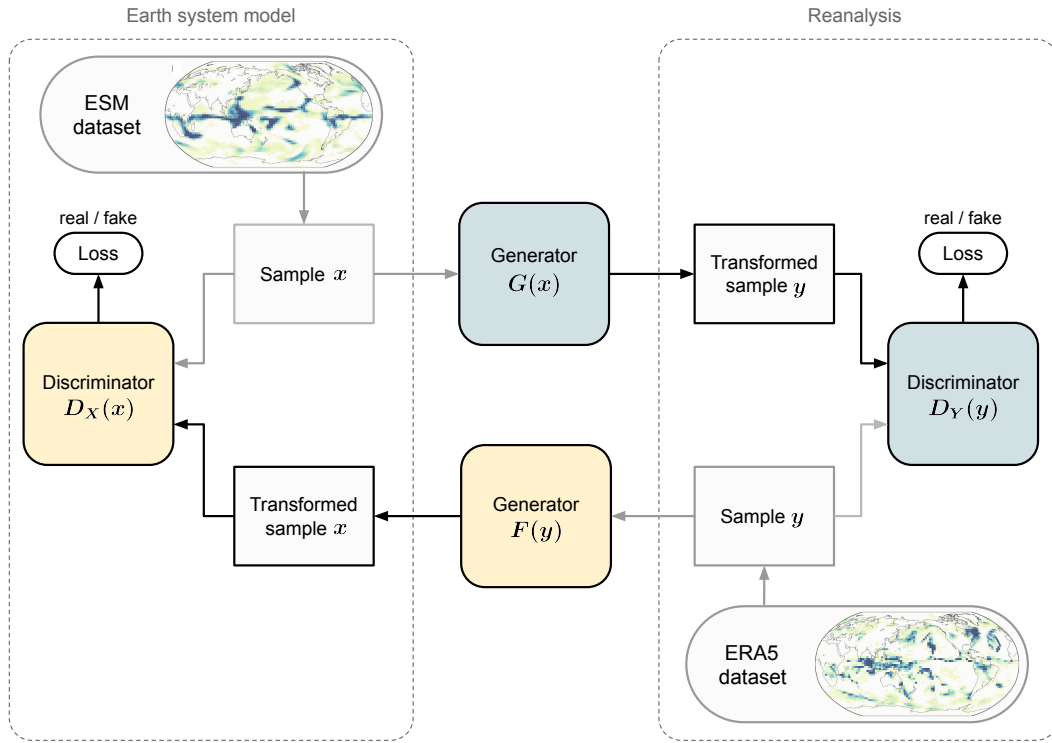 Earth system model
Reanalysis
ESM
dataset
real / fake
Loss
Sample x
Generator
G(x)
Transformed
sample y
real / fake
Loss
Discriminator
D_X(x)
Discriminator
D_Y(y)
Transformed
sample x
Generator
F(y)
Sample y
ERA5
dataset